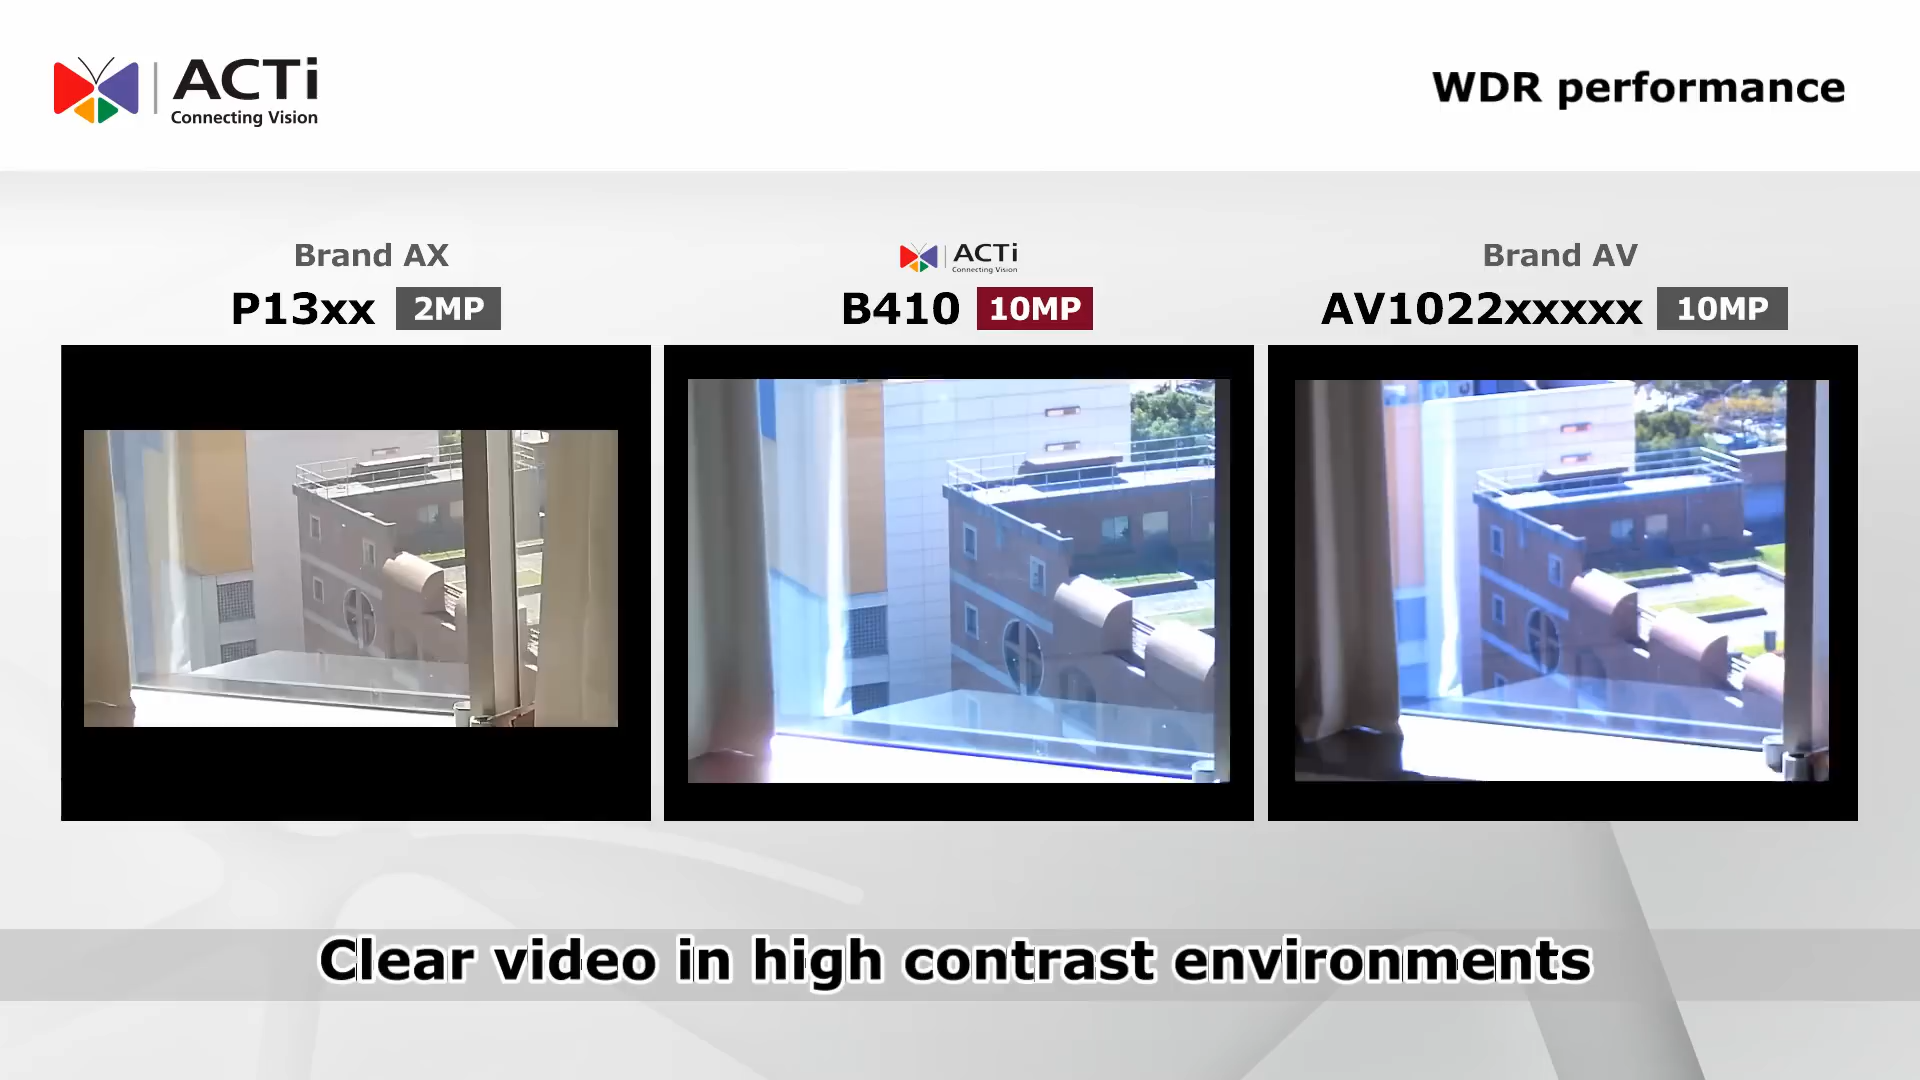 ACTi
Connecting Vision
WDR performance
Brand AX
P13xx 2MP
ACTi
Connecting Vision
B410 10MP
Brand AV
AV1022xxxxx 10MP
Clear video in high contrast environments